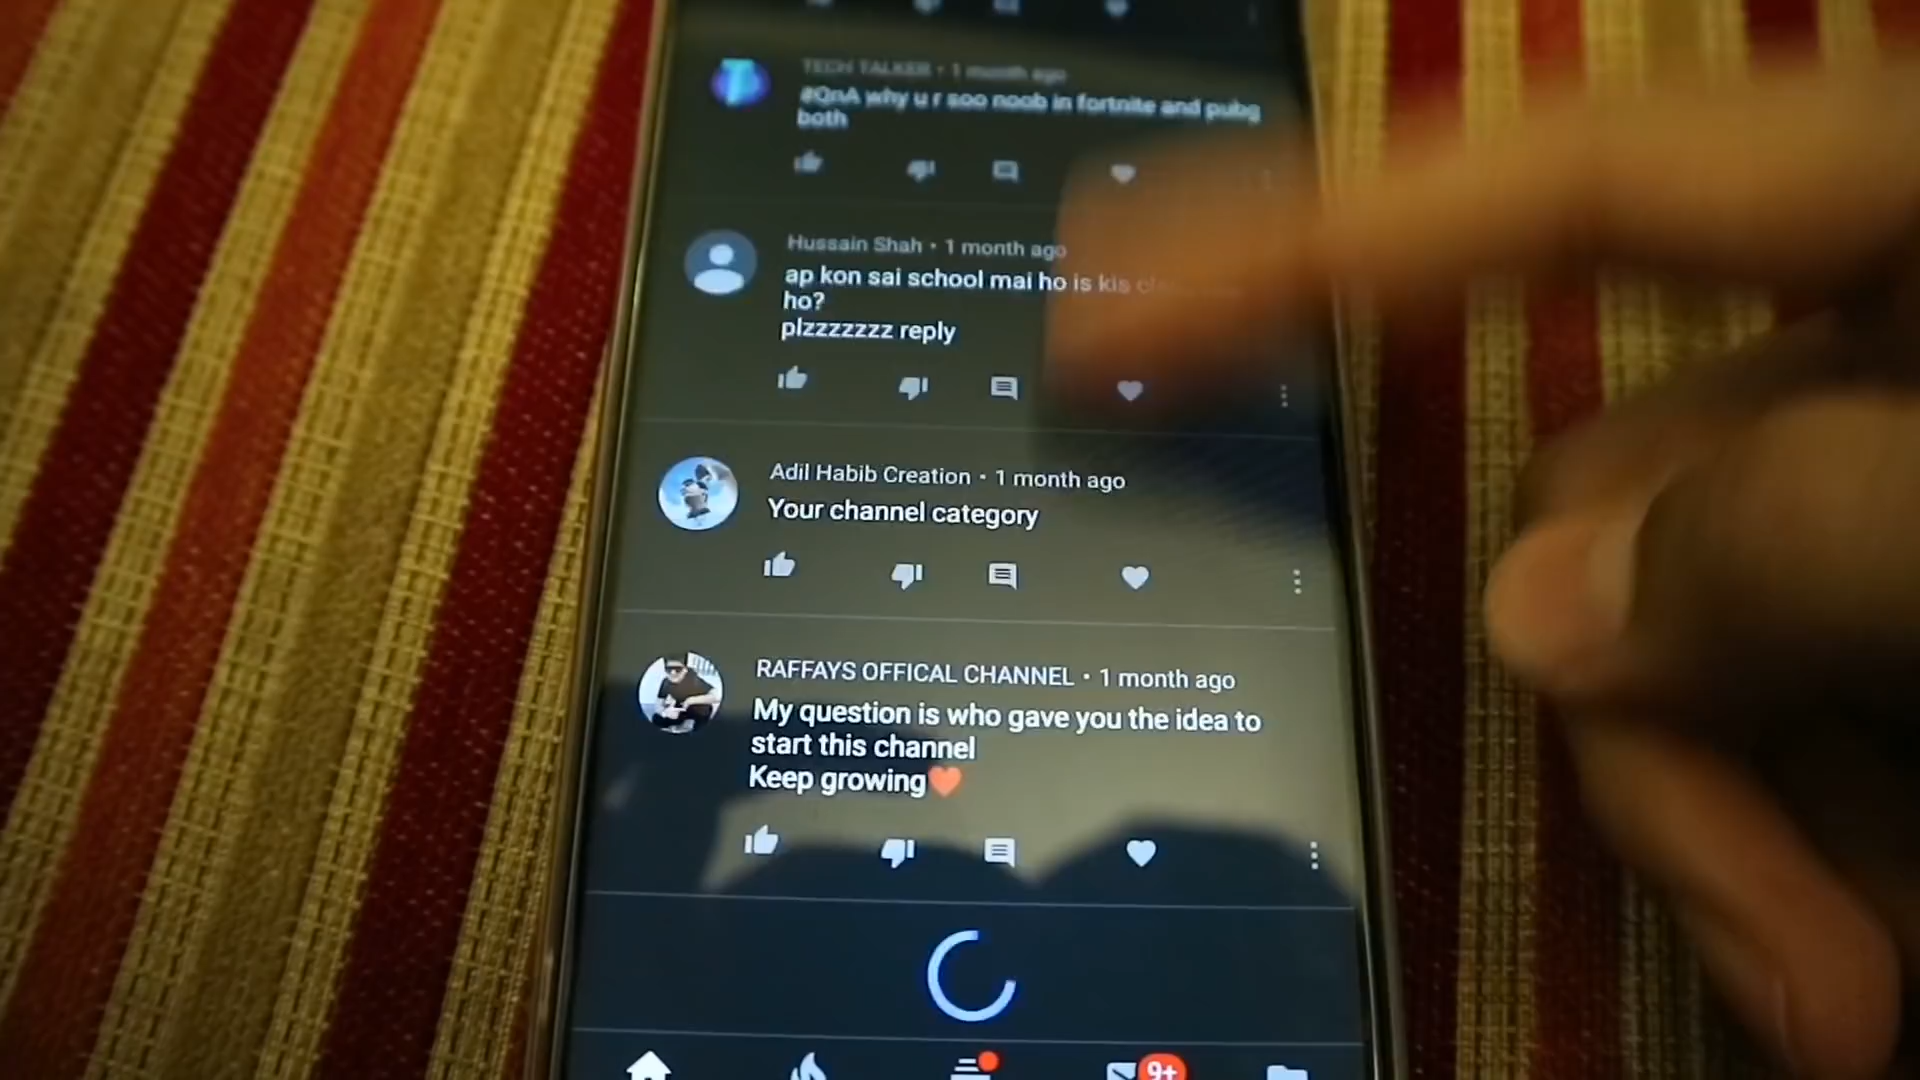 TECH TALKER • 1 month ago
#QnA why u r soo noob in fortnite and pubg
both
Hussain Shah • 1 month ago
ap kon sai school mai ho is kis
ho?
plzzzzzzz reply
Adil Habib Creation • 1 month ago
Your channel category
RAFFAYS OFFICAL CHANNEL • 1 month ago
My question is who gave you the idea to
start this channel
Keep growing❤️
9+